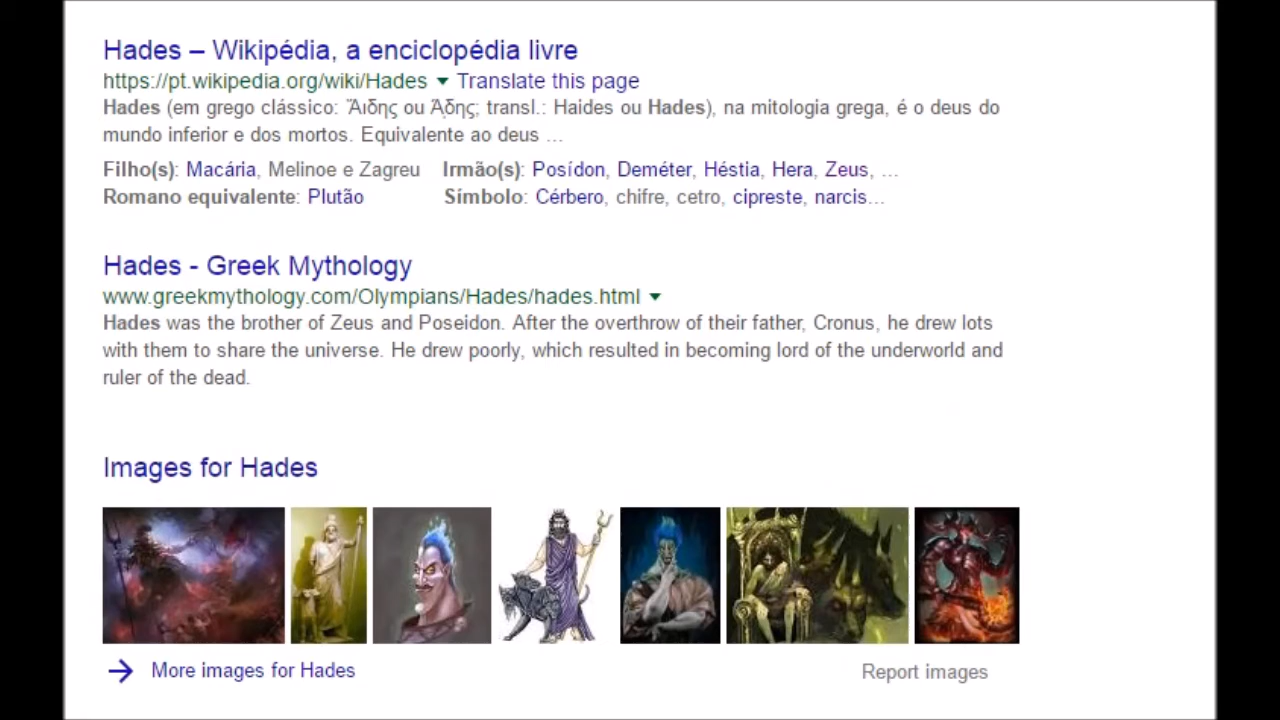 Hades – Wikipédia, a enciclopédia livre
https://pt.wikipedia.org/wiki/Hades ▼ Translate this page
Hades (em grego clássico: Ἅιδης ou ᾍδης; transl.: Haides ou Hades), na mitologia grega, é o deus do
mundo inferior e dos mortos. Equivalente ao deus ...
Filho(s): Macária, Melinoe e Zagreu Irmão(s): Posídon, Deméter, Héstia, Hera, Zeus, ...
Romano equivalente: Plutão Símbolo: Cérbero, chifre, cetro, cipreste, narcis...
Hades - Greek Mythology
www.greekmythology.com/Olympians/Hades/hades.html ▼
Hades was the brother of Zeus and Poseidon. After the overthrow of their father, Cronus, he drew lots
with them to share the universe. He drew poorly, which resulted in becoming lord of the underworld and
ruler of the dead.
Images for Hades
More images for Hades Report images